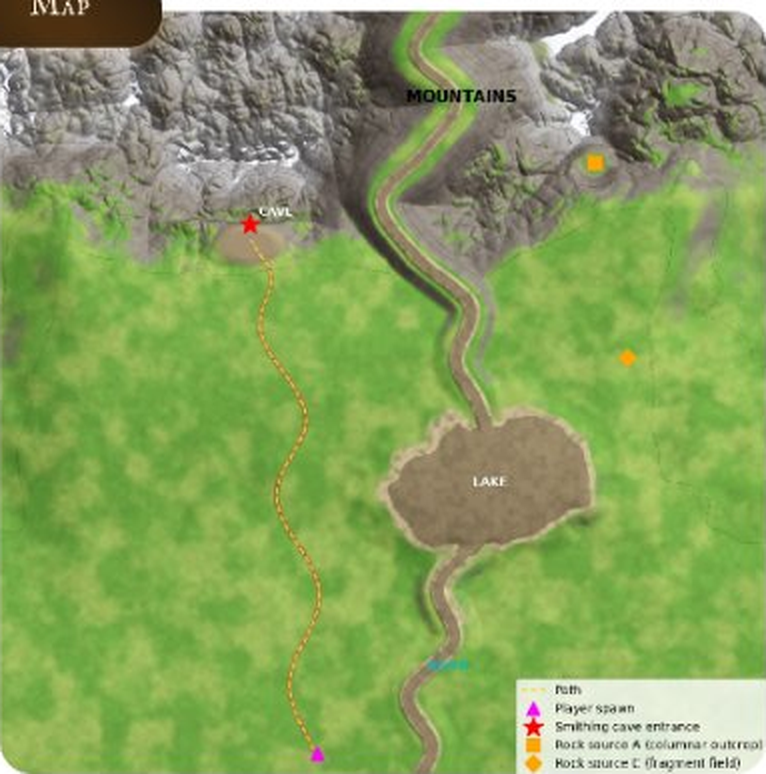 MAP
MOUNTAINS
CAVE
LAKE
Path
Player spawn
Smithing cave entrance
Rock source A (columnar outcrop)
Rock source C (fragment field)